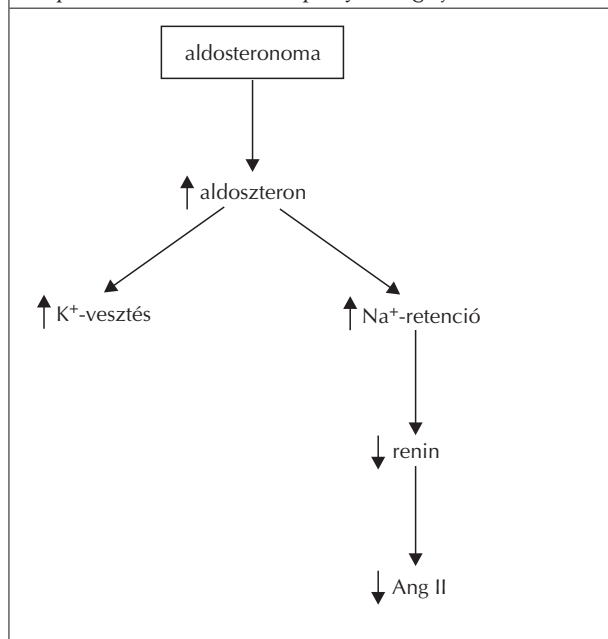 aldosteronoma
aldoszteron
K⁺-vesztés
Na⁺-retenció
renin
Ang II